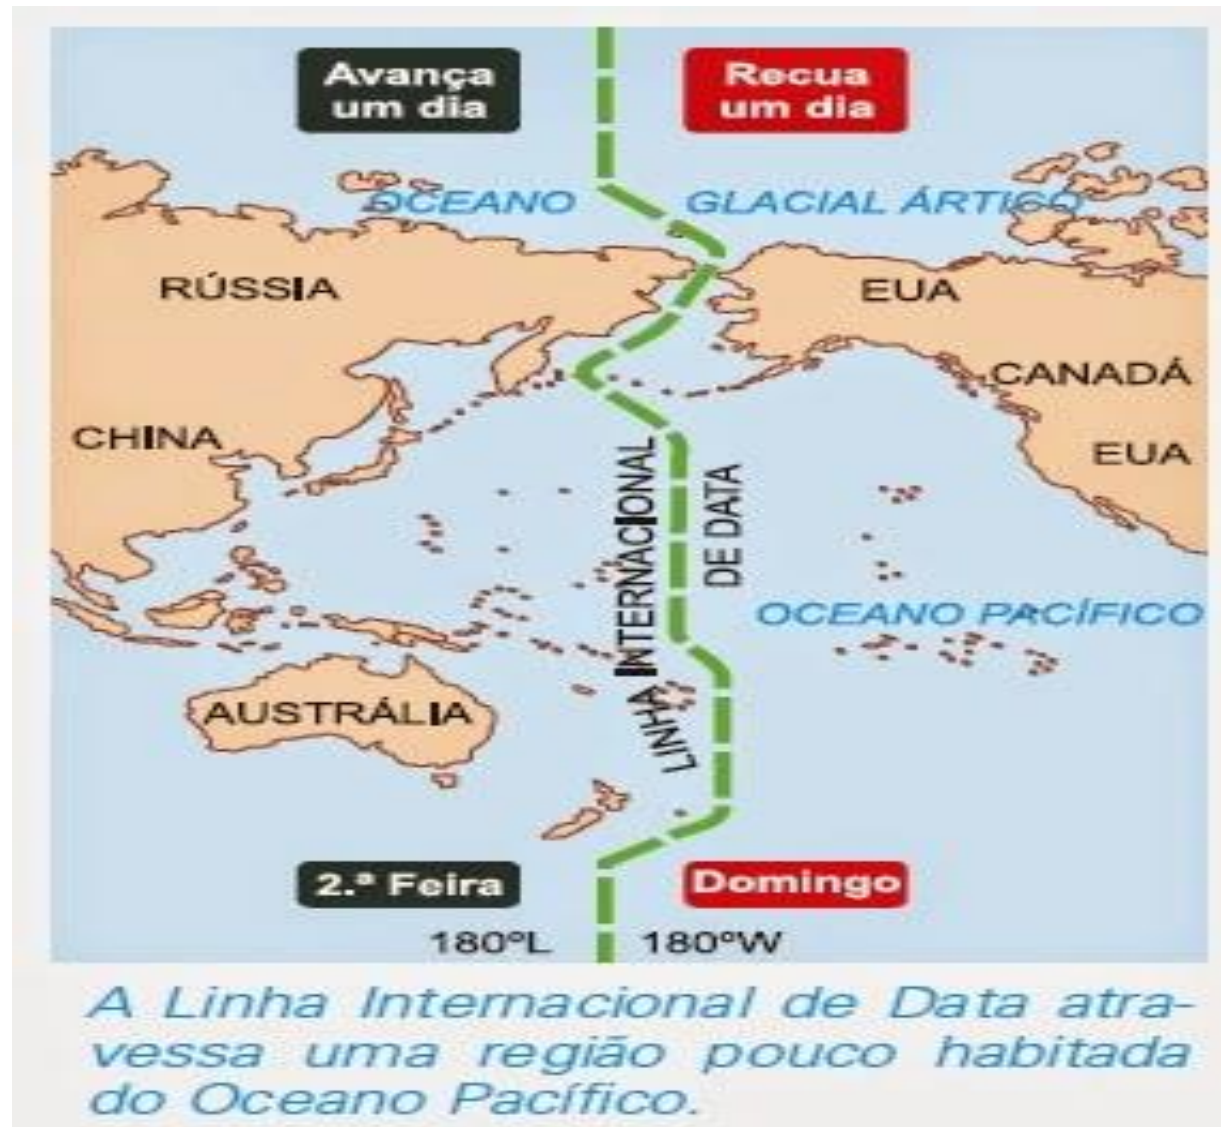 Avança
um dia
Recua
um dia
OCEANO GLACIAL ÁRTICO
RÚSSIA
EUA
CANADÁ
CHINA
EUA
LINHA INTERNACIONAL
DE DATA
OCEANO PACÍFICO
AUSTRÁLIA
2.ª Feira
Domingo
180ºL
180ºW
A Linha Internacional de Data atra-
vessa uma região pouco habitada
do Oceano Pacífico.